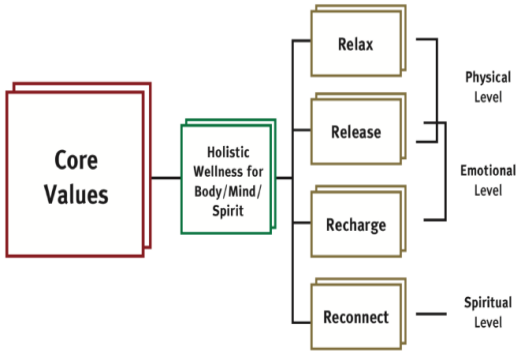 Core
Values
Holistic
Wellness for
Body/Mind/
Spirit
Relax
Release
Recharge
Reconnect
Physical
Level
Emotional
Level
Spiritual
Level